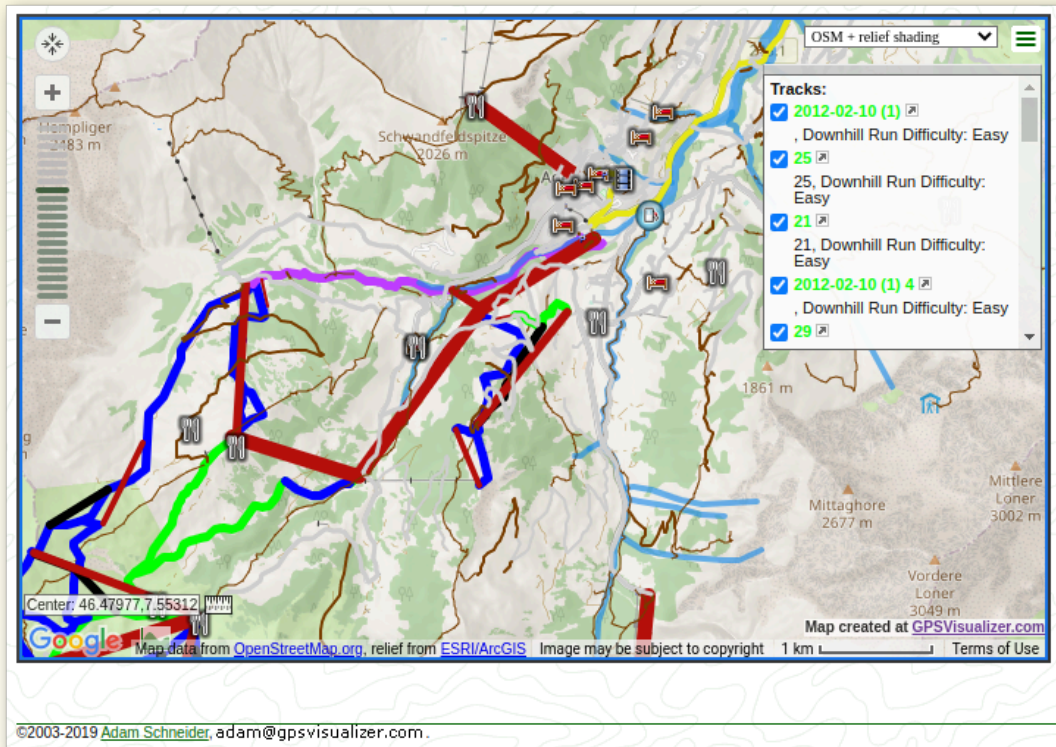 OSM + relief shading
Tracks:
2012-02-10 (1)
, Downhill Run Difficulty: Easy
25
25, Downhill Run Difficulty:
Easy
21
21, Downhill Run Difficulty:
Easy
2012-02-10 (1) 4
, Downhill Run Difficulty: Easy
29
483 m
Schwandfeldspitze
2026 m
1861 m
Mittaghore
2677 m
Mittlere
Loner
3002 m
Vordere
Loner
3049 m
Center: 46.47977,7.55312
Map created at GPSVisualizer.com
Google
Map data from OpenStreetMap.org, relief from ESRI/ArcGIS
Image may be subject to copyright
1 km
Terms of Use
©2003-2019 Adam Schneider, adam@gpsvisualizer.com.